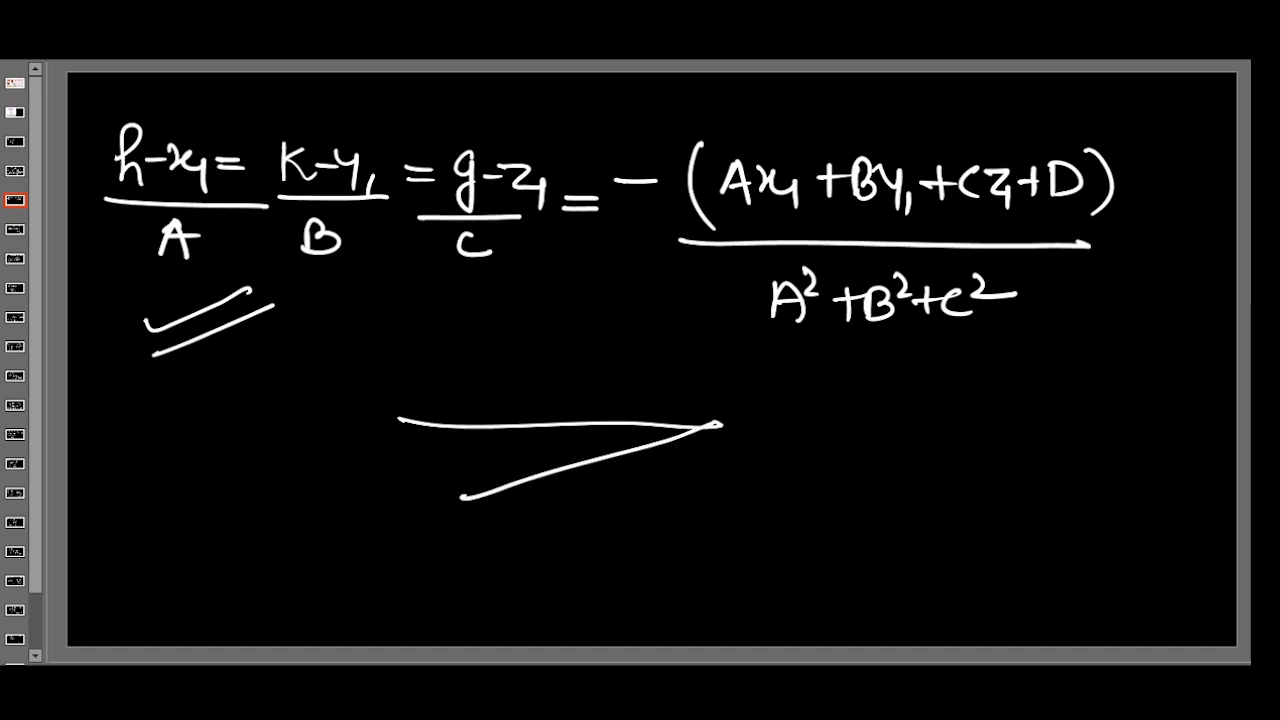 h-x₁/A = K-y₁/B = g-z₁/C = -(Ax₁+By₁+Cz₁+D)/A²+B²+C²